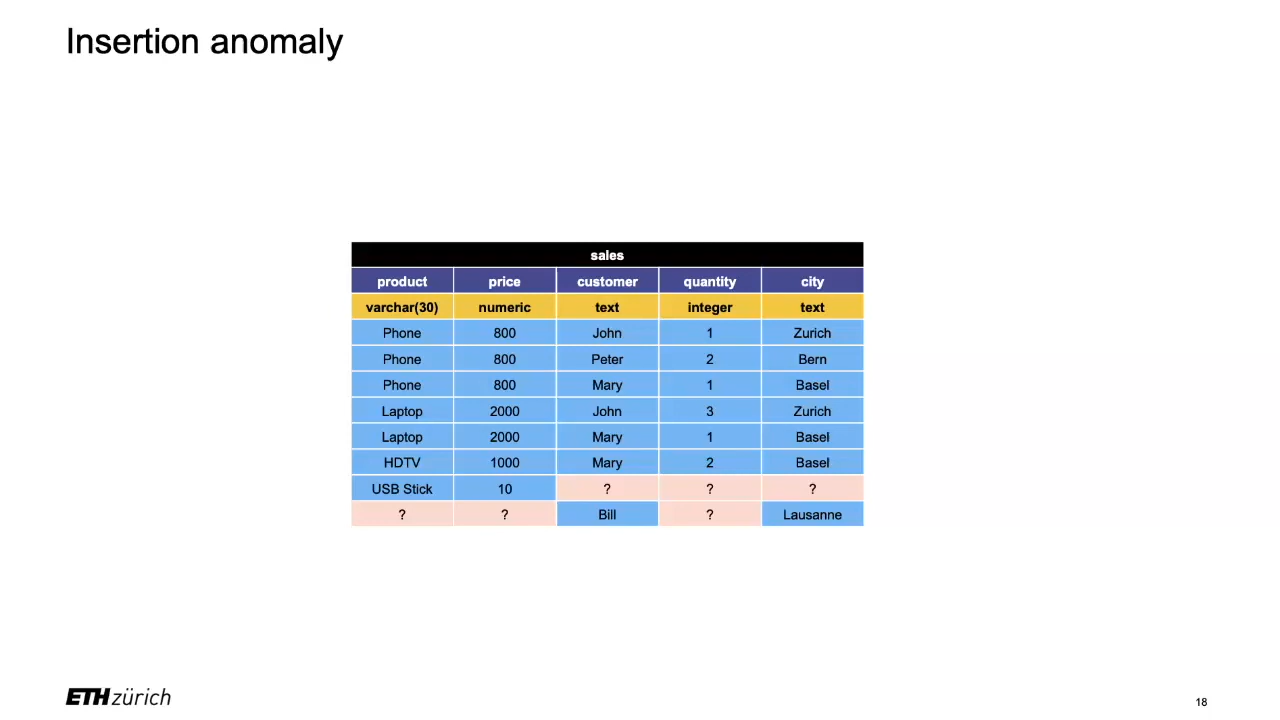 Insertion anomaly
sales
product price customer quantity city
varchar(30) numeric text integer text
Phone 800 John 1 Zurich
Phone 800 Peter 2 Bern
Phone 800 Mary 1 Basel
Laptop 2000 John 3 Zurich
Laptop 2000 Mary 1 Basel
HDTV 1000 Mary 2 Basel
USB Stick 10 ? ? ?
? ? Bill ? Lausanne
ETH zürich
18